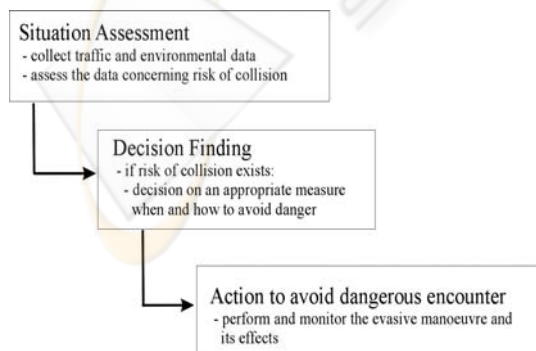 Situation Assessment
- collect traffic and environmental data
- assess the data concerning risk of collision
Decision Finding
- if risk of collision exists:
- decision on an appropriate measure
when and how to avoid danger
Action to avoid dangerous encounter
- perform and monitor the evasive manoeuvre and
its effects